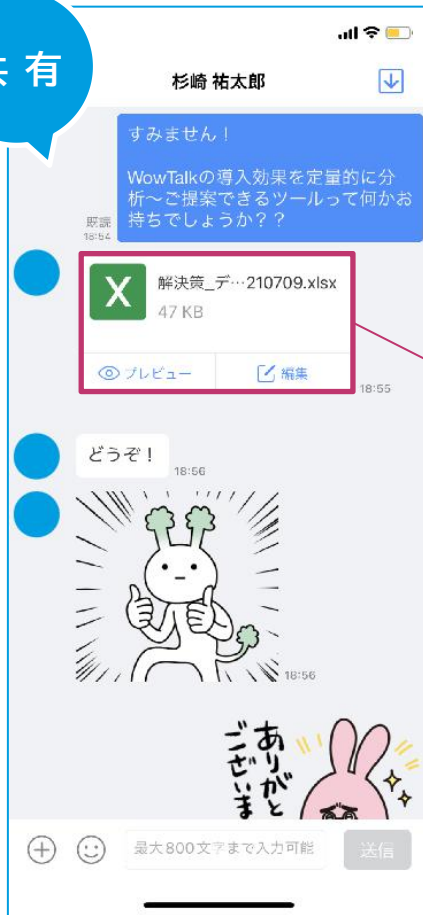 共有
杉崎 祐太郎
すみません!
WowTalkの導入効果を定量的に分
析～ご提案できるツールって何かお
持ちでしょうか??
既読
18:54
X
解決策_デ…210709.xlsx
47 KB
プレビュー
編集
18:55
どうぞ!
18:56
18:56
ありがと
ございま
最大800文字まで入力可能
送信